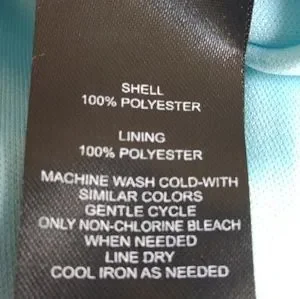 SHELL
100% POLYESTER
LINING
100% POLYESTER
MACHINE WASH COLD-WITH
SIMILAR COLORS
GENTLE CYCLE
ONLY NON-CHLORINE BLEACH
WHEN NEEDED
LINE DRY
COOL IRON AS NEEDED